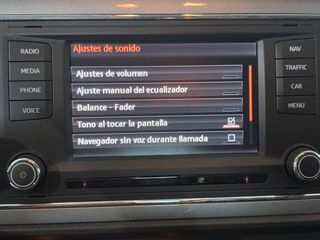 Ajustes de sonido
RADIO
NAV
Ajustes de volumen
MEDIA
TRAFFIC
Ajuste manual del ecualizador
PHONE
CAR
Balance - Fader
VOICE
MENU
Tono al tocar la pantalla
Navegador sin voz durante llamada